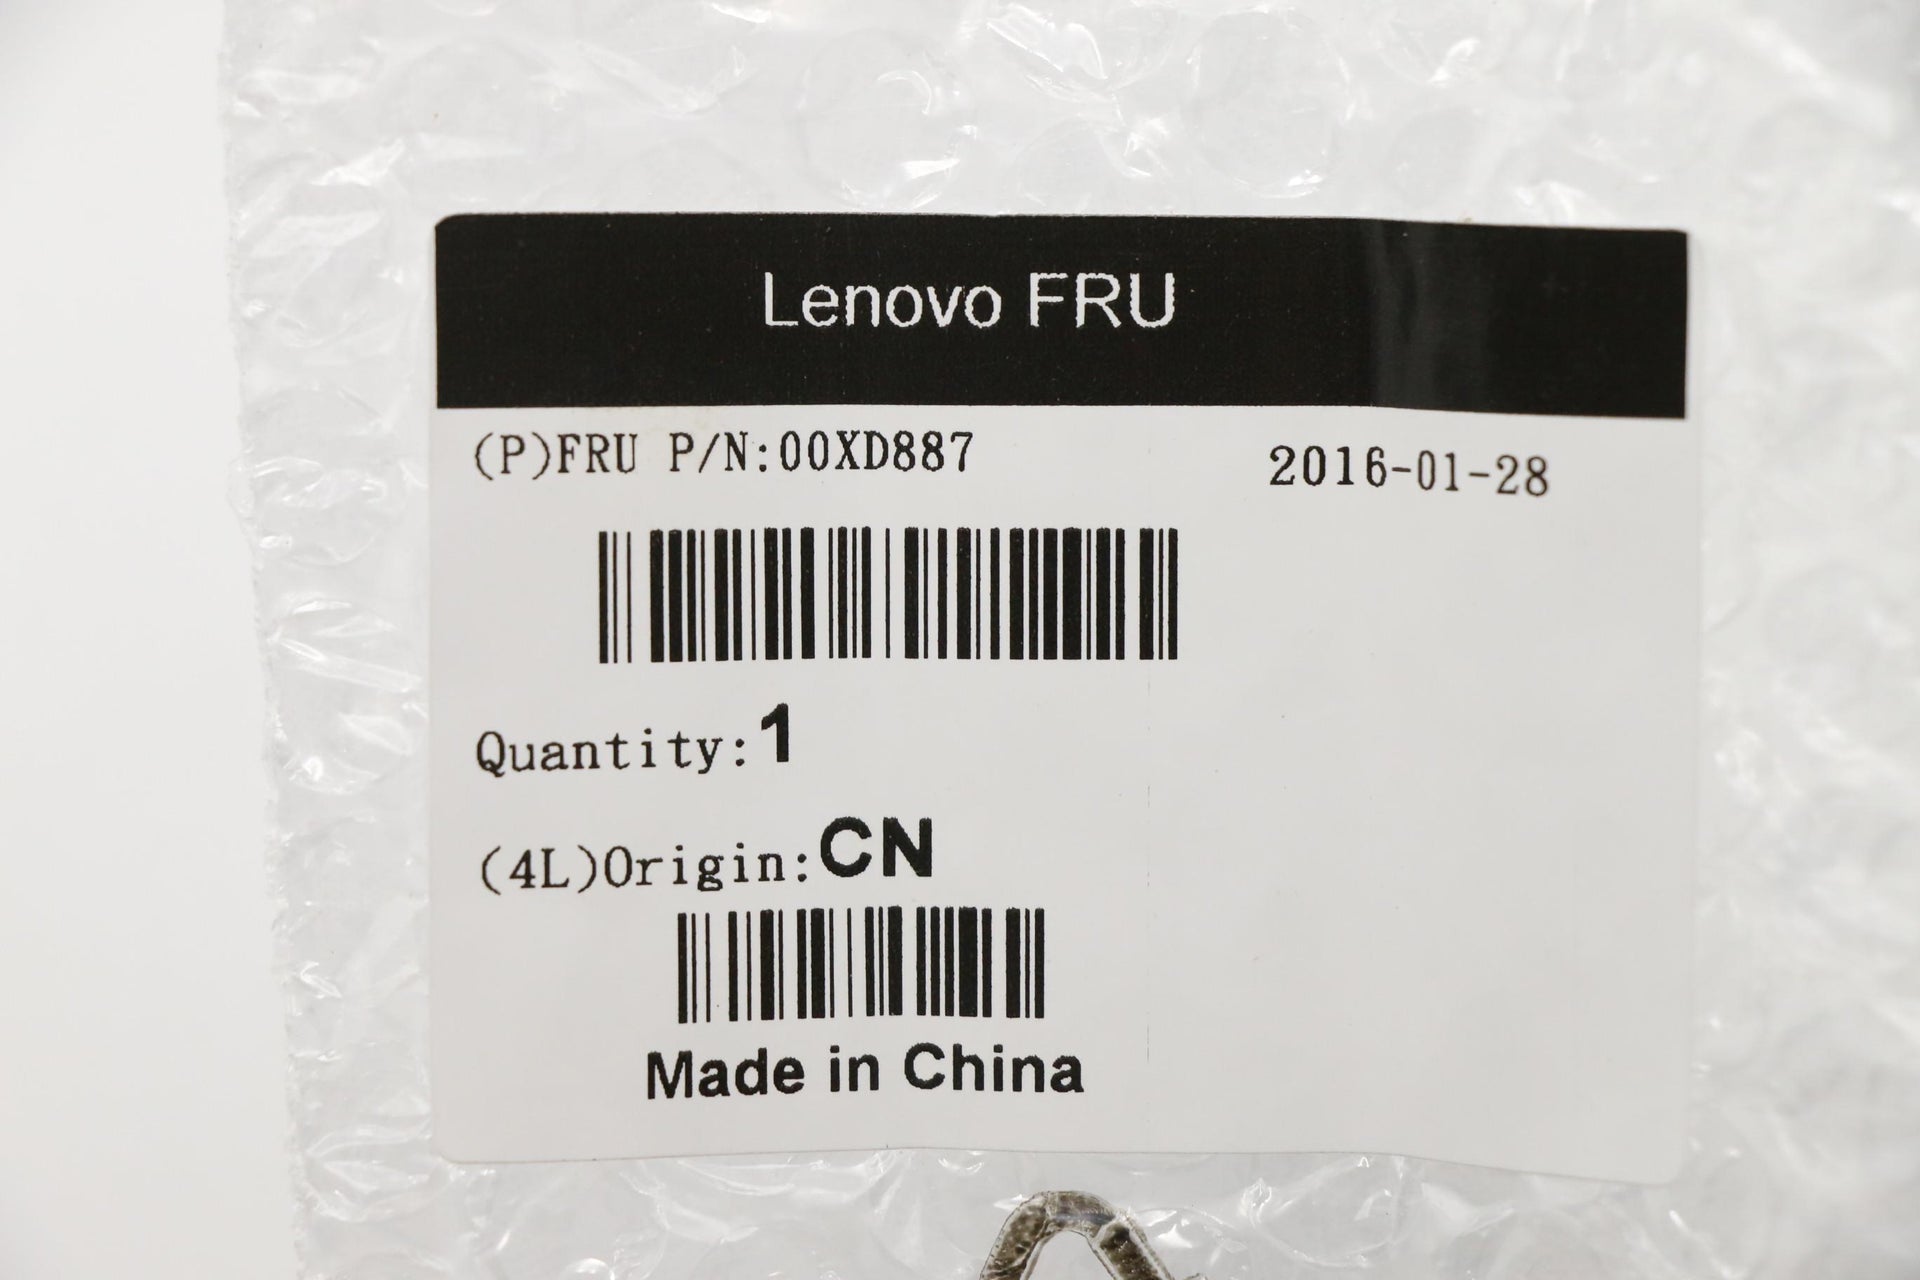 Lenovo FRU
(P)FRU P/N:00XD887 2016-01-28
Quantity:1
(4L)Origin:CN
Made in China